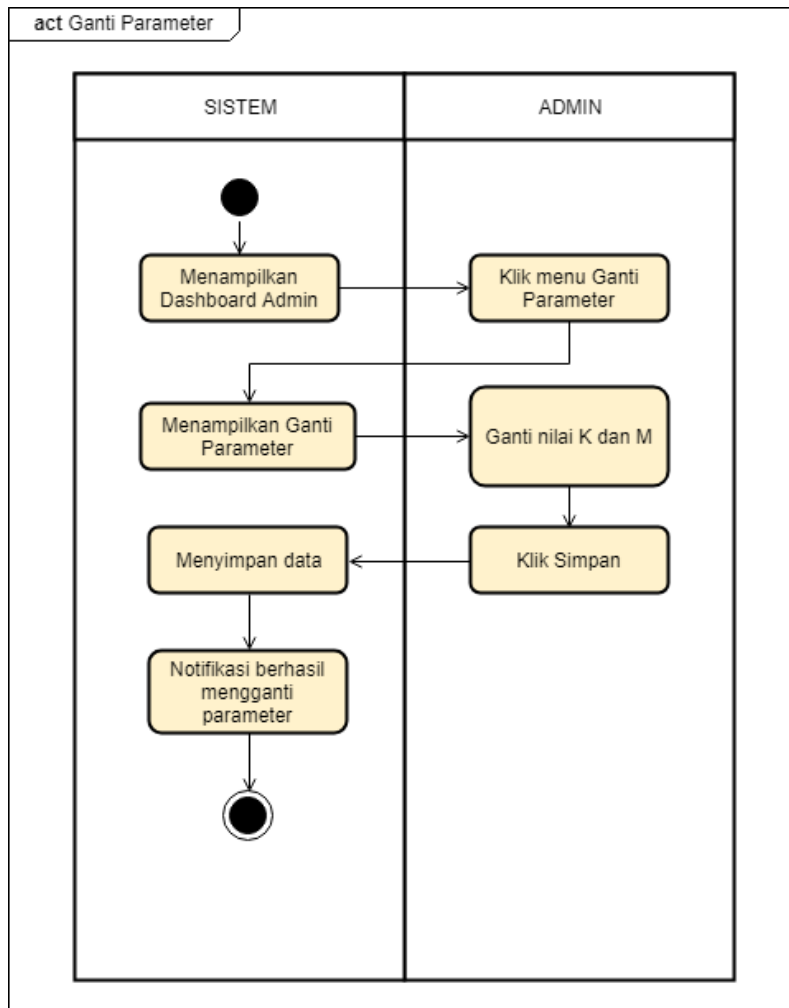 act Ganti Parameter
SISTEM
ADMIN
Menampilkan
Dashboard Admin
Klik menu Ganti
Parameter
Menampilkan Ganti
Parameter
Ganti nilai K dan M
Menyimpan data
Klik Simpan
Notifikasi berhasil
mengganti
parameter